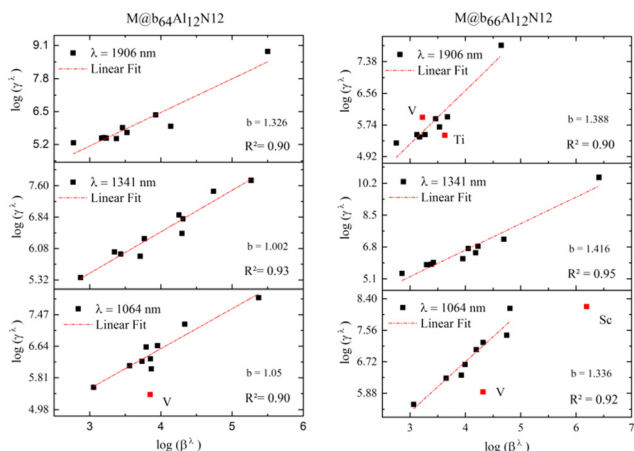 M@b64Al12N12
9.1
7.8
6.5
5.2
log (γ^λ)
λ = 1906 nm
Linear Fit
b = 1.326
R²= 0.90
7.60
6.84
6.08
5.32
log(γ^λ)
λ = 1341 nm
Linear Fit
b = 1.002
R²= 0.93
7.47
6.64
5.81
4.98
log(γ^λ)
λ = 1064 nm
Linear Fit
V
b = 1.05
R²= 0.90
3 4 5 6
log (β^λ)
M@b66Al12N12
7.38
6.56
5.74
4.92
log (γ^λ)
λ = 1906 nm
Linear Fit
V
Ti
b = 1.388
R²= 0.90
10.2
8.5
6.8
5.1
log(γ^λ)
λ = 1341 nm
Linear Fit
b = 1.416
R²= 0.95
8.40
7.56
6.72
5.88
log(γ^λ)
λ = 1064 nm
Linear Fit
Sc
V
b = 1.336
R² = 0.92
3 4 5 6 7
log (β^λ)